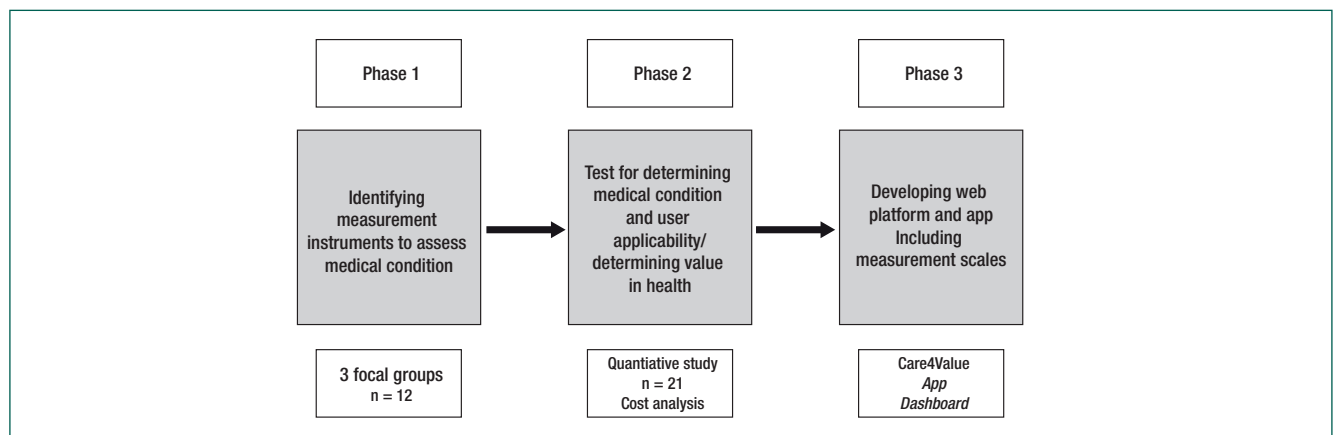 Phase 1
Phase 2
Phase 3
Identifying
measurement
instruments to assess
medical condition
Test for determining
medical condition
and user
applicability/
determining value
in health
Developing web
platform and app
Including
measurement scales
3 focal groups
n = 12
Quantiative study
n = 21
Cost analysis
Care4Value
App
Dashboard